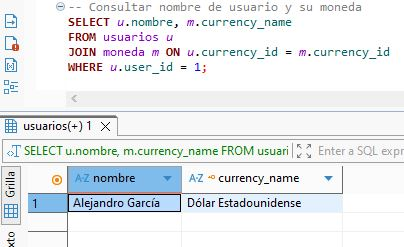 -- Consultar nombre de usuario y su moneda
SELECT u.nombre, m.currency_name
FROM usuarios u
JOIN moneda m ON u.currency_id = m.currency_id
WHERE u.user_id = 1;
usuarios(+) 1
SELECT u.nombre, m.currency_name FROM usuari
Enter a SQL expr
Grilla
A-Z nombre
A-Z currency_name
1
Alejandro García
Dólar Estadounidense
xto